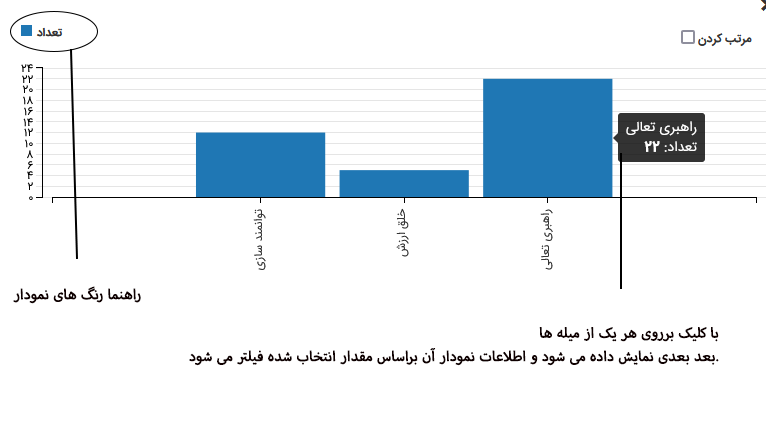 تعداد
مرتب کردن
۲۴
۲۲
۲۰
۱۸
۱۶
۱۴
۱۲
۱۰
۸
۶
۴
۲
۰
راهبری تعالی
تعداد: ۲۲
توانمند سازی
خلق ارزش
راهبری تعالی
راهنما رنگ های نمودار
با کلیک برروی هر یک از میله ها
بعد بعدی نمایش داده می شود و اطلاعات نمودار آن براساس مقدار انتخاب شده فیلتر می شود.